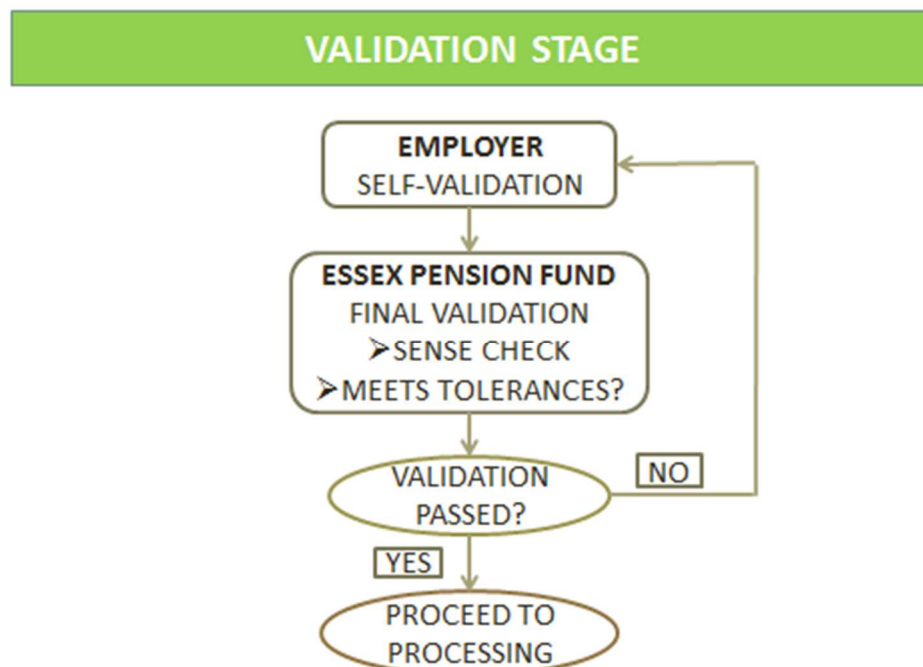 VALIDATION STAGE
EMPLOYER
SELF-VALIDATION
ESSEX PENSION FUND
FINAL VALIDATION
➢SENSE CHECK
➢MEETS TOLERANCES?
VALIDATION
PASSED?
NO
YES
PROCEED TO
PROCESSING